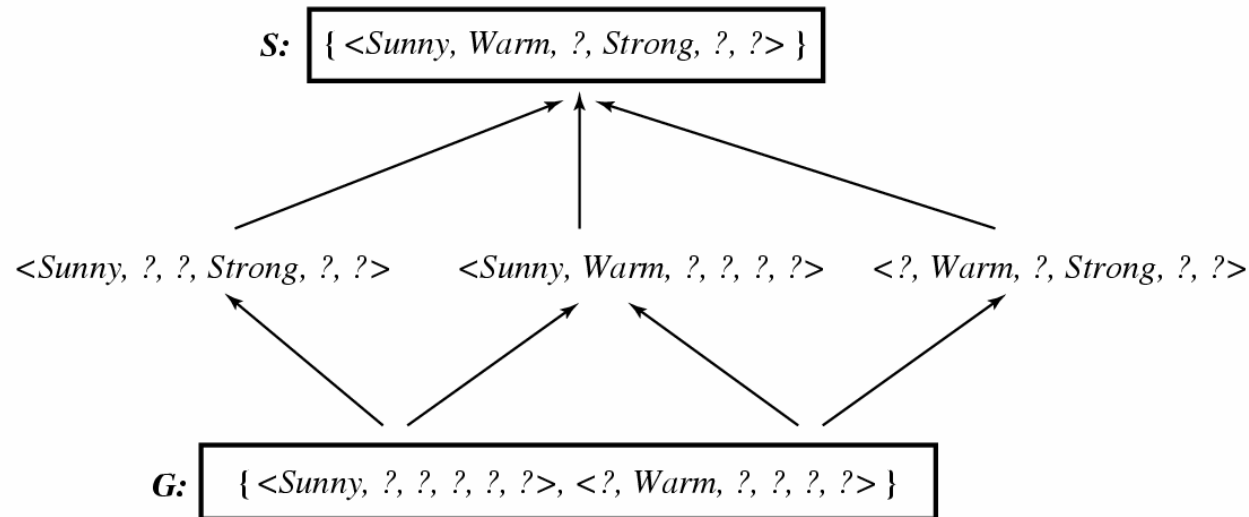 S: { <Sunny, Warm, ?, Strong, ?, ?> }
<Sunny, ?, ?, Strong, ?, ?> <Sunny, Warm, ?, ?, ?, ?> <?, Warm, ?, Strong, ?, ?>
G: { <Sunny, ?, ?, ?, ?, ?>, <?, Warm, ?, ?, ?, ?> }